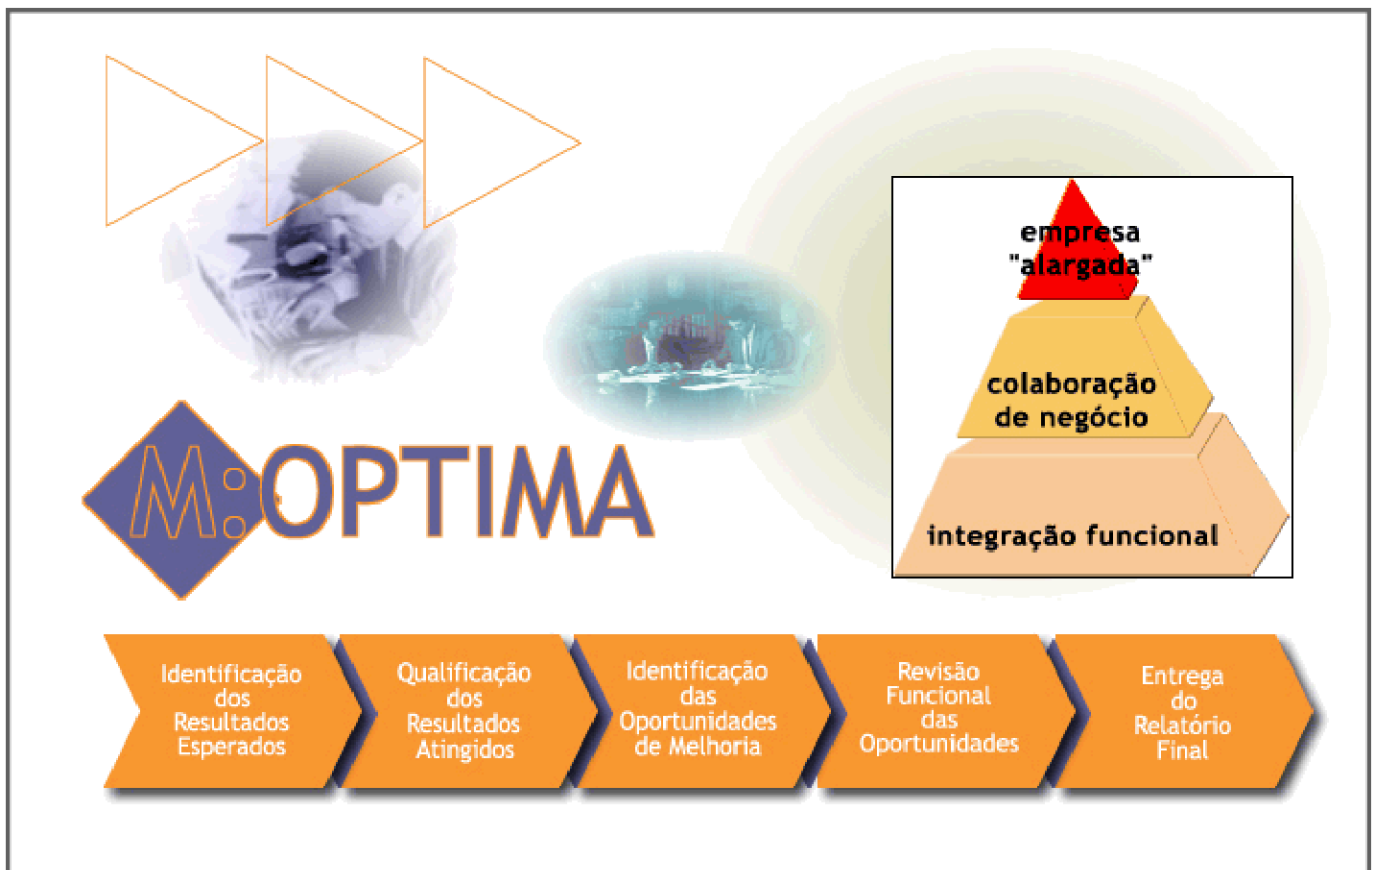 empresa
"alargada"
colaboração
de negócio
integração funcional
M:OPTIMA
Identificação
dos
Resultados
Esperados
Qualificação
dos
Resultados
Atingidos
Identificação
das
Oportunidades
de Melhoria
Revisão
Funcional
das
Oportunidades
Entrega
do
Relatório
Final